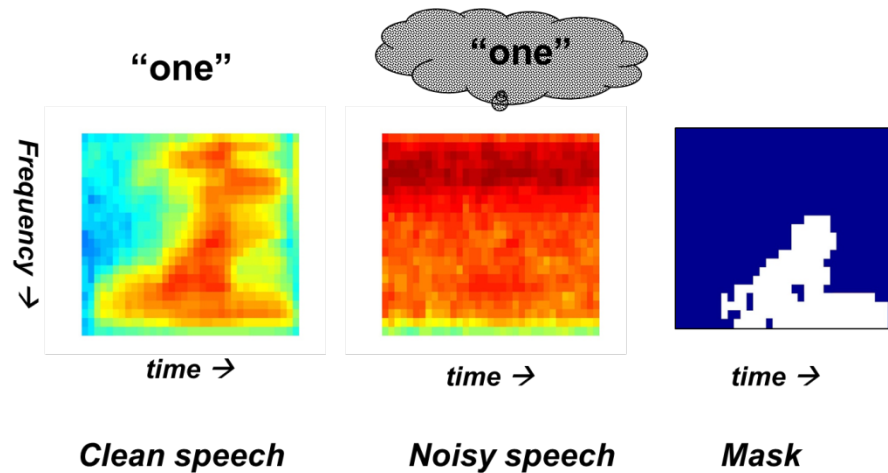 “one”
“one”
Frequency →
time →
time →
time →
Clean speech
Noisy speech
Mask